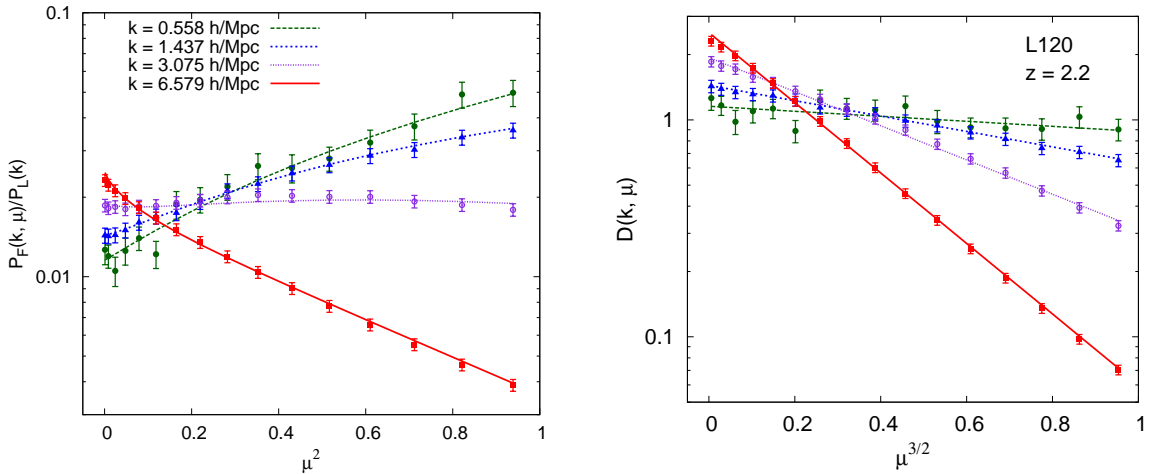 0.1
k = 0.558 h/Mpc
k = 1.437 h/Mpc
k = 3.075 h/Mpc
k = 6.579 h/Mpc
P_F(k, μ)/P_L(k)
0.01
0 0.2 0.4 0.6 0.8 1
μ^2
L120
z = 2.2
D(k, μ)
1
0.1
0 0.2 0.4 0.6 0.8 1
μ^{3/2}